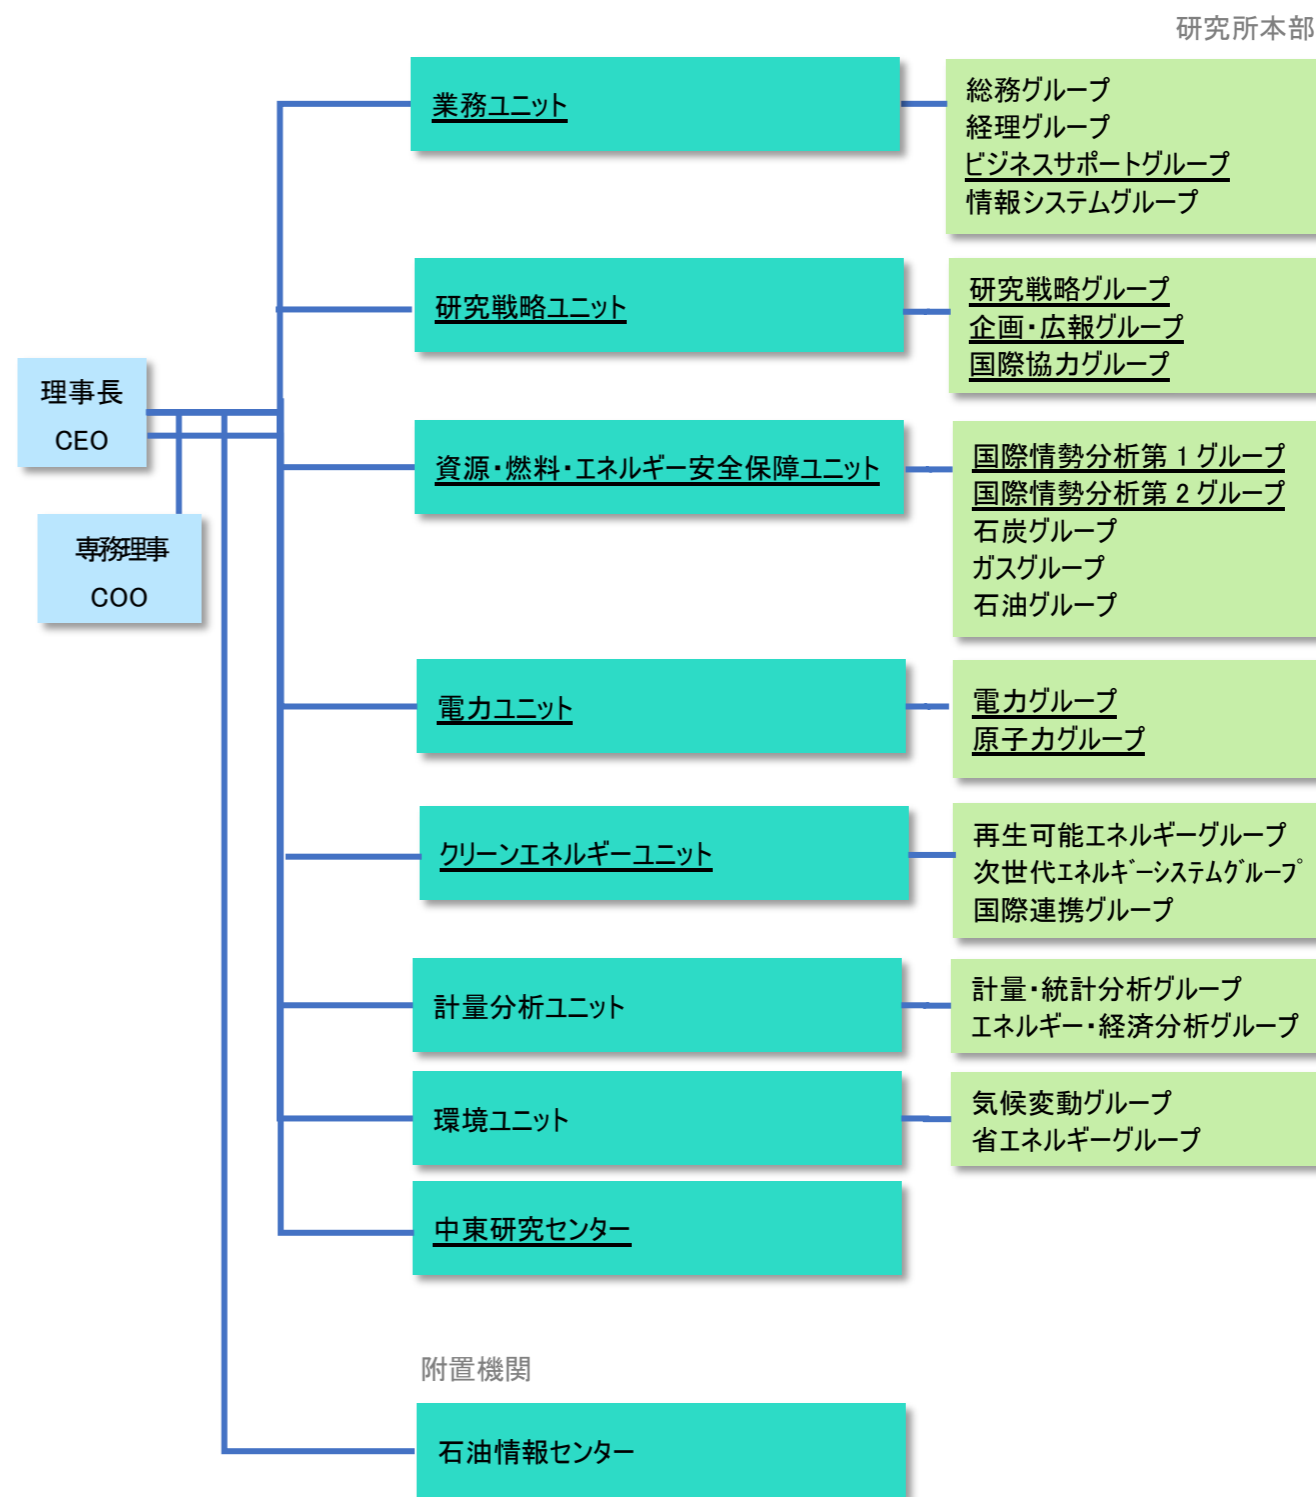 研究所本部
業務ユニット
総務グループ
経理グループ
ビジネスサポートグループ
情報システムグループ
研究戦略ユニット
研究戦略グループ
企画・広報グループ
国際協力グループ
理事長
CEO
専務理事
COO
資源・燃料・エネルギー安全保障ユニット
国際情勢分析第1グループ
国際情勢分析第2グループ
石炭グループ
ガスグループ
石油グループ
電力ユニット
電力グループ
原子力グループ
クリーンエネルギーユニット
再生可能エネルギーグループ
次世代ｴﾈﾙｷﾞｰｼｽﾃﾑｸﾞﾙｰﾌﾟ
国際連携グループ
計量分析ユニット
計量・統計分析グループ
エネルギー・経済分析グループ
環境ユニット
気候変動グループ
省エネルギーグループ
中東研究センター
附置機関
石油情報センター